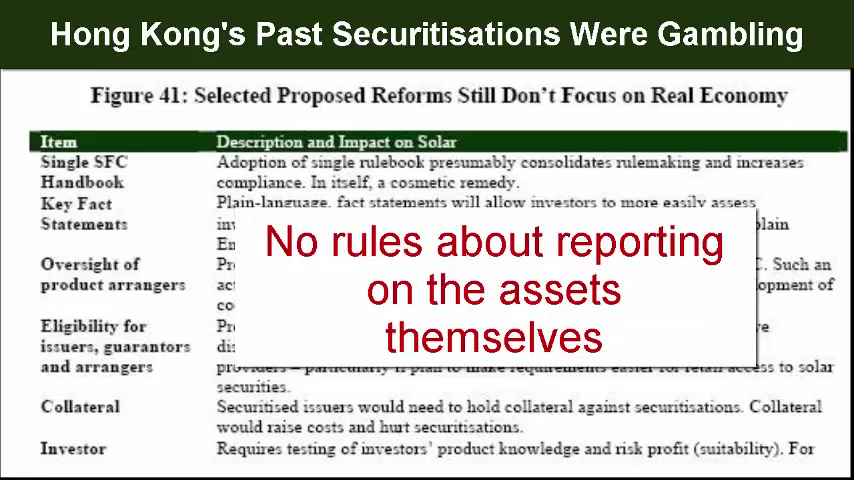 Hong Kong's Past Securitisations Were Gambling
Figure 41: Selected Proposed Reforms Still Don't Focus on Real Economy
Item Description and Impact on Solar
Single SFC Adoption of single rulebook presumably consolidates rulemaking and increases
Handbook compliance. In itself, a cosmetic remedy.
Key Fact Plain-language, fact statements will allow investors to more easily assess
Statements
No rules about reporting
on the assets
themselves
Oversight of C. Such an
product arrangers
Eligibility for
issuers, guarantors
and arrangers to solar
securities.
Collateral Securitised issuers would need to hold collateral against securitisations. Collateral
would raise costs and hurt securitisations.
Investor Requires testing of investors' product knowledge and risk profit (suitability). For